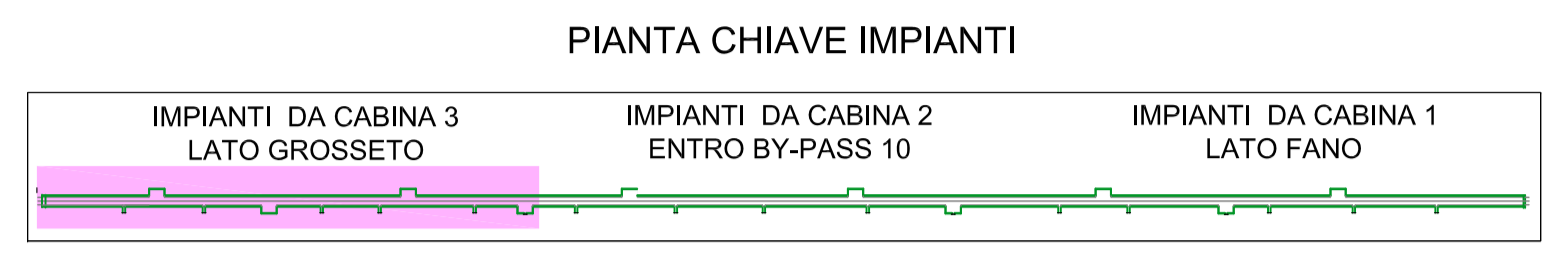 PIANTA CHIAVE IMPIANTI
IMPIANTI DA CABINA 3
LATO GROSSETO
IMPIANTI DA CABINA 2
ENTRO BY-PASS 10
IMPIANTI DA CABINA 1
LATO FANO